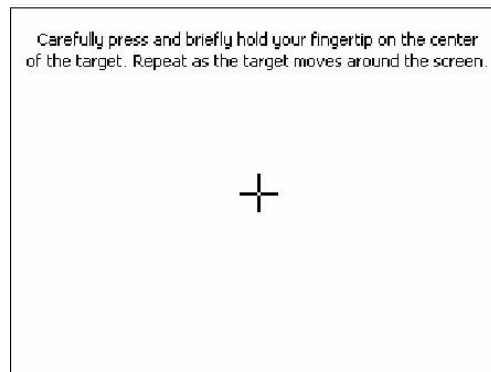 Carefully press and briefly hold your fingertip on the center
of the target. Repeat as the target moves around the screen.